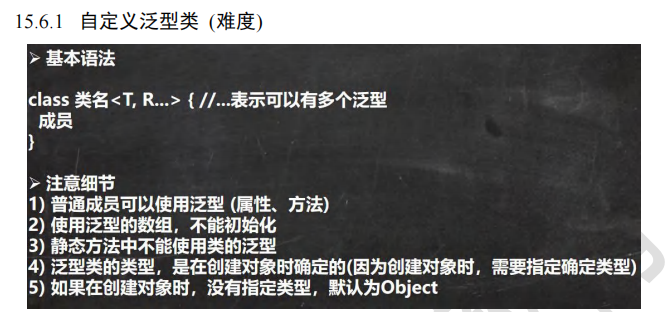 15.6.1 自定义泛型类 (难度)
➢ 基本语法
class 类名<T, R...> { //...表示可以有多个泛型
成员
}
➢ 注意细节
1) 普通成员可以使用泛型 (属性、方法)
2) 使用泛型的数组，不能初始化
3) 静态方法中不能使用类的泛型
4) 泛型类的类型，是在创建对象时确定的(因为创建对象时，需要指定确定类型)
5) 如果在创建对象时，没有指定类型，默认为Object